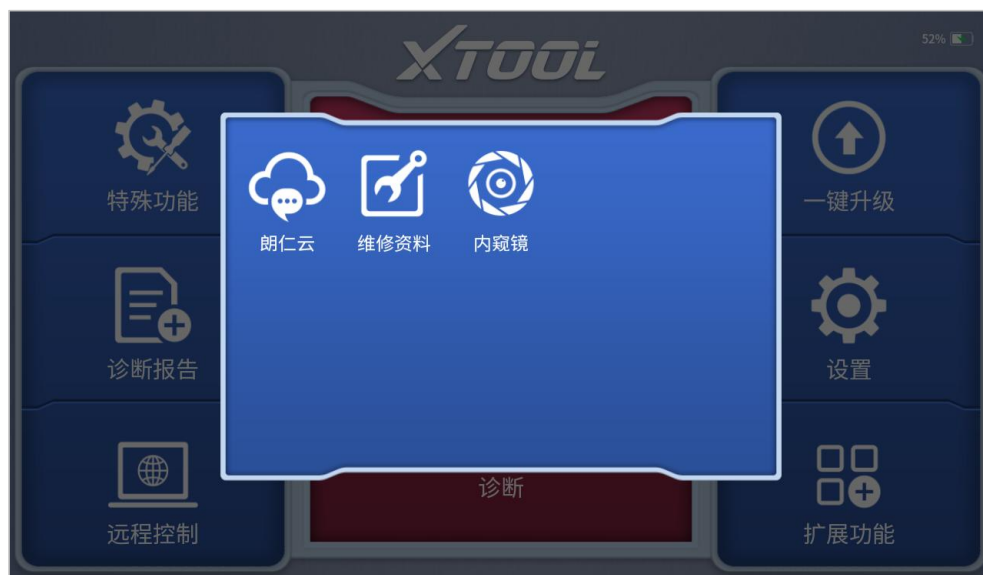 XTOOL
52%
特殊功能
一键升级
朗仁云
维修资料
内窥镜
诊断报告
设置
诊断
远程控制
扩展功能